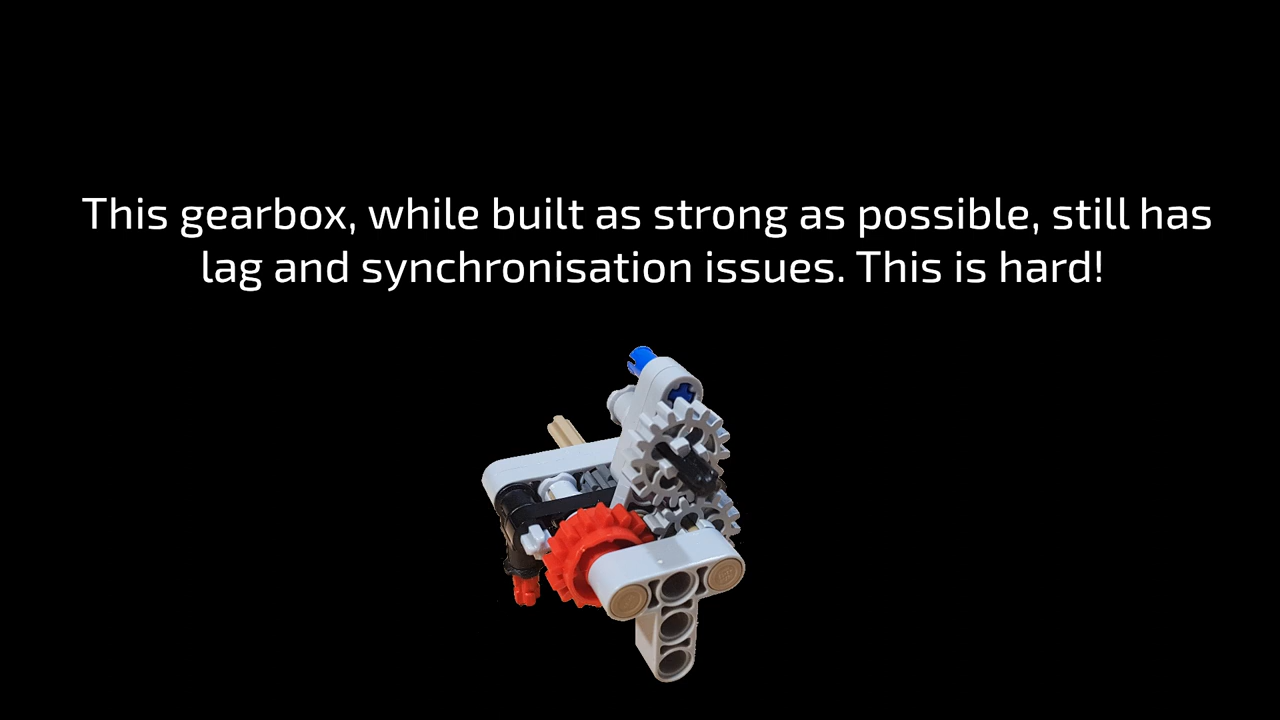 This gearbox, while built as strong as possible, still has
lag and synchronisation issues. This is hard!